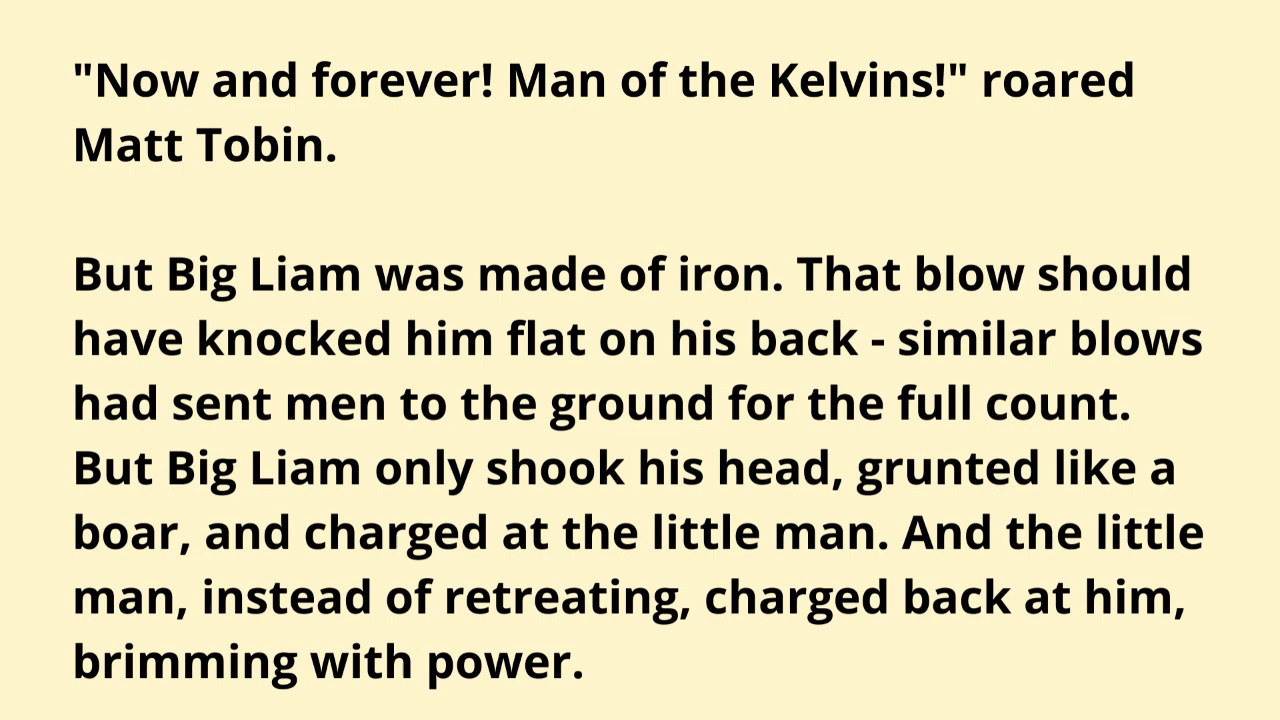 "Now and forever! Man of the Kelvins!" roared
Matt Tobin.
But Big Liam was made of iron. That blow should
have knocked him flat on his back - similar blows
had sent men to the ground for the full count.
But Big Liam only shook his head, grunted like a
boar, and charged at the little man. And the little
man, instead of retreating, charged back at him,
brimming with power.